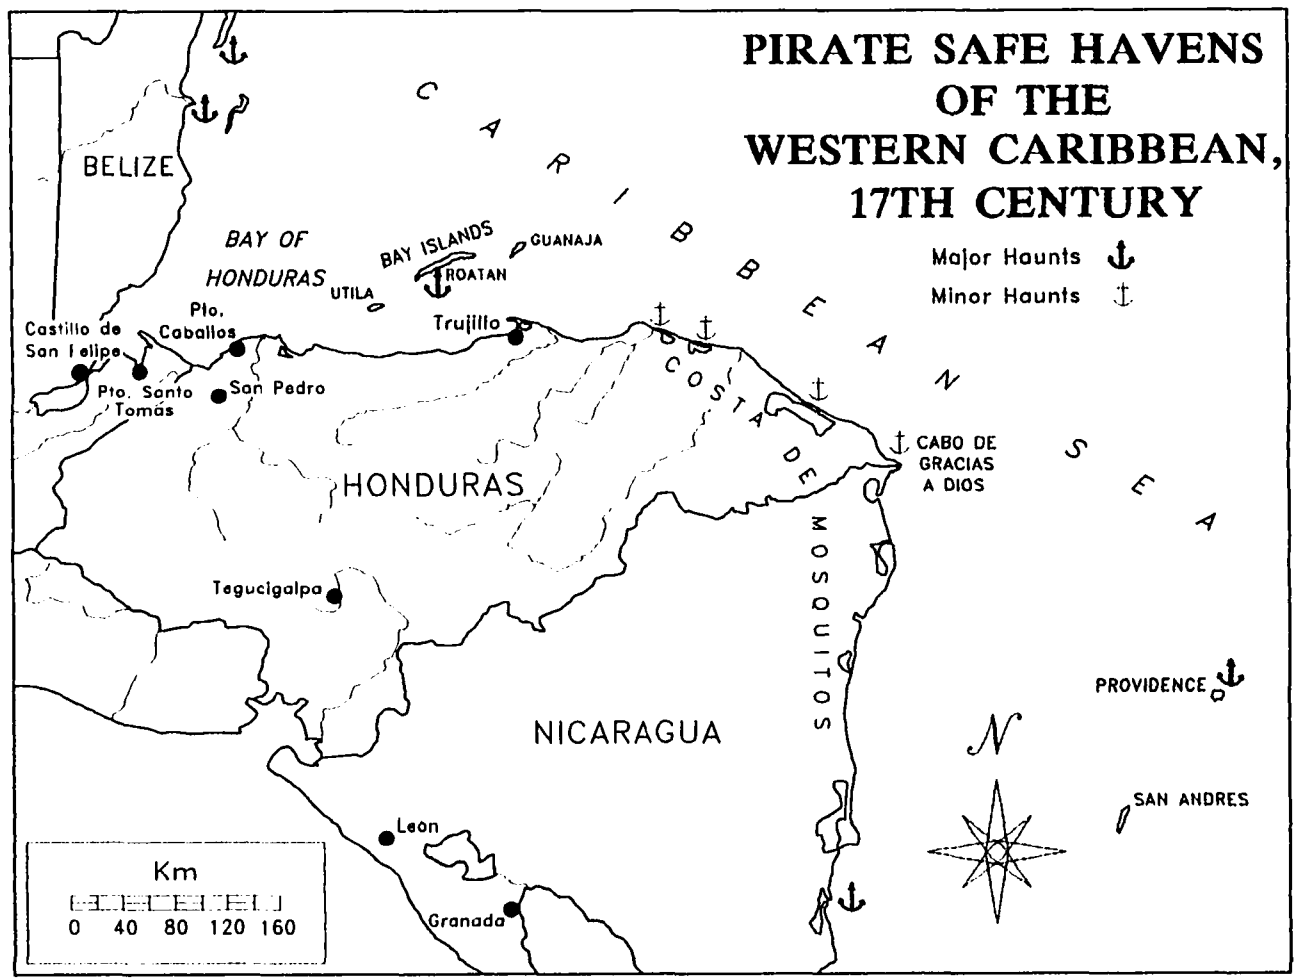 PIRATE SAFE HAVENS
OF THE
WESTERN CARIBBEAN,
17TH CENTURY
Major Haunts
Minor Haunts
CARIBBEAN SEA
BELIZE
BAY OF
HONDURAS
BAY ISLANDS
GUANAJA
ROATAN
UTILA
Castillo de
San Felipe
Pto.
Caballos
Trujillo
Pto. Santo
Tomás
San Pedro
COSTA DE MOSQUITOS
CABO DE
GRACIAS
A DIOS
HONDURAS
Tegucigalpa
NICARAGUA
PROVIDENCE
N
SAN ANDRES
León
Granada
Km
0 40 80 120 160